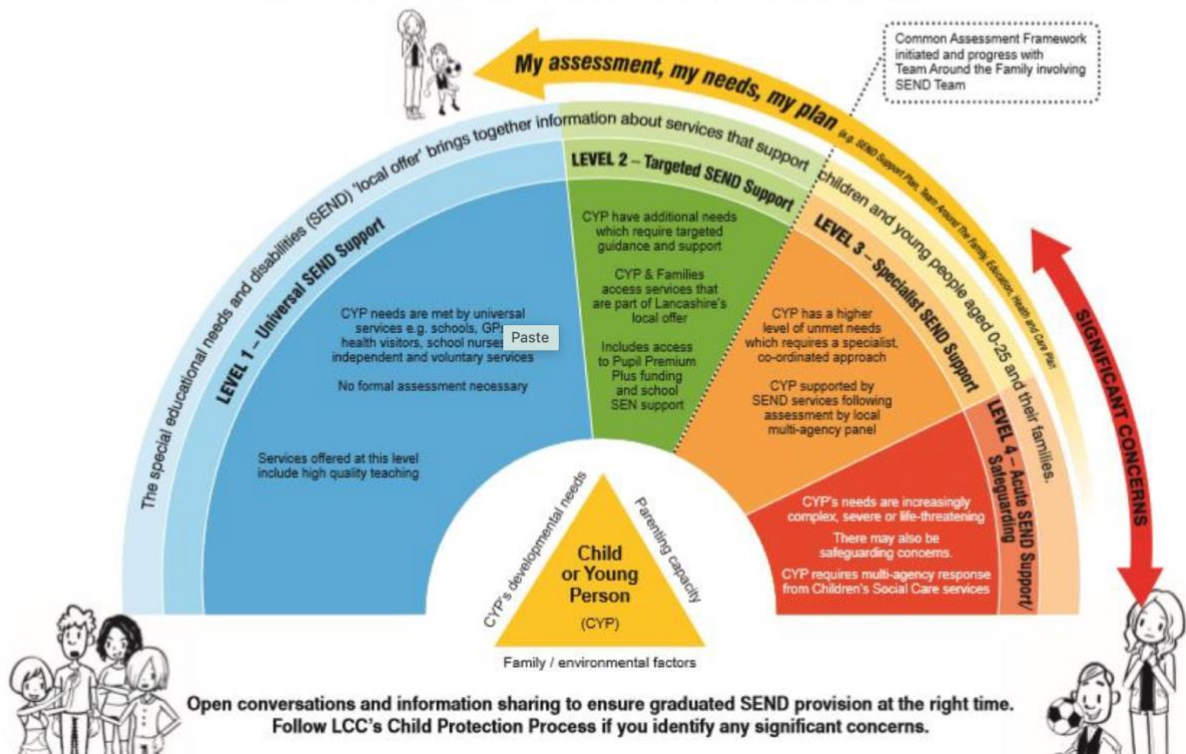 Common Assessment Framework
initiated and progress with
Team Around the Family involving
SEND Team
My assessment, my needs, my plan (e.g. SEND Support Plan, Team Around The Family, Education, Health and Care Plan
The special educational needs and disabilities (SEND) 'local offer' brings together information about services that support children and young people aged 0-25 and their families.
LEVEL 1 – Universal SEND Support
CYP needs are met by universal
services e.g. schools, GPs
health visitors, school nurses
independent and voluntary services
No formal assessment necessary
Services offered at this level
include high quality teaching
Paste
LEVEL 2 – Targeted SEND Support
CYP have additional needs
which require targeted
guidance and support
CYP & Families
access services that
are part of Lancashire's
local offer
Includes access
to Pupil Premium
Plus funding
and school
SEN support
LEVEL 3 – Specialist SEND Support
CYP has a higher
level of unmet needs
which requires a specialist,
co-ordinated approach
CYP supported by
SEND services following
assessment by local
multi-agency panel
LEVEL 4 – Acute SEND Support/
Safeguarding
CYP's needs are increasingly
complex, severe or life-threatening
There may also be
safeguarding concerns.
CYP requires multi-agency response
from Children's Social Care services
SIGNIFICANT CONCERNS
CYP's developmental needs
Parenting capacity
Child
or Young
Person
(CYP)
Family / environmental factors
Open conversations and information sharing to ensure graduated SEND provision at the right time.
Follow LCC's Child Protection Process if you identify any significant concerns.